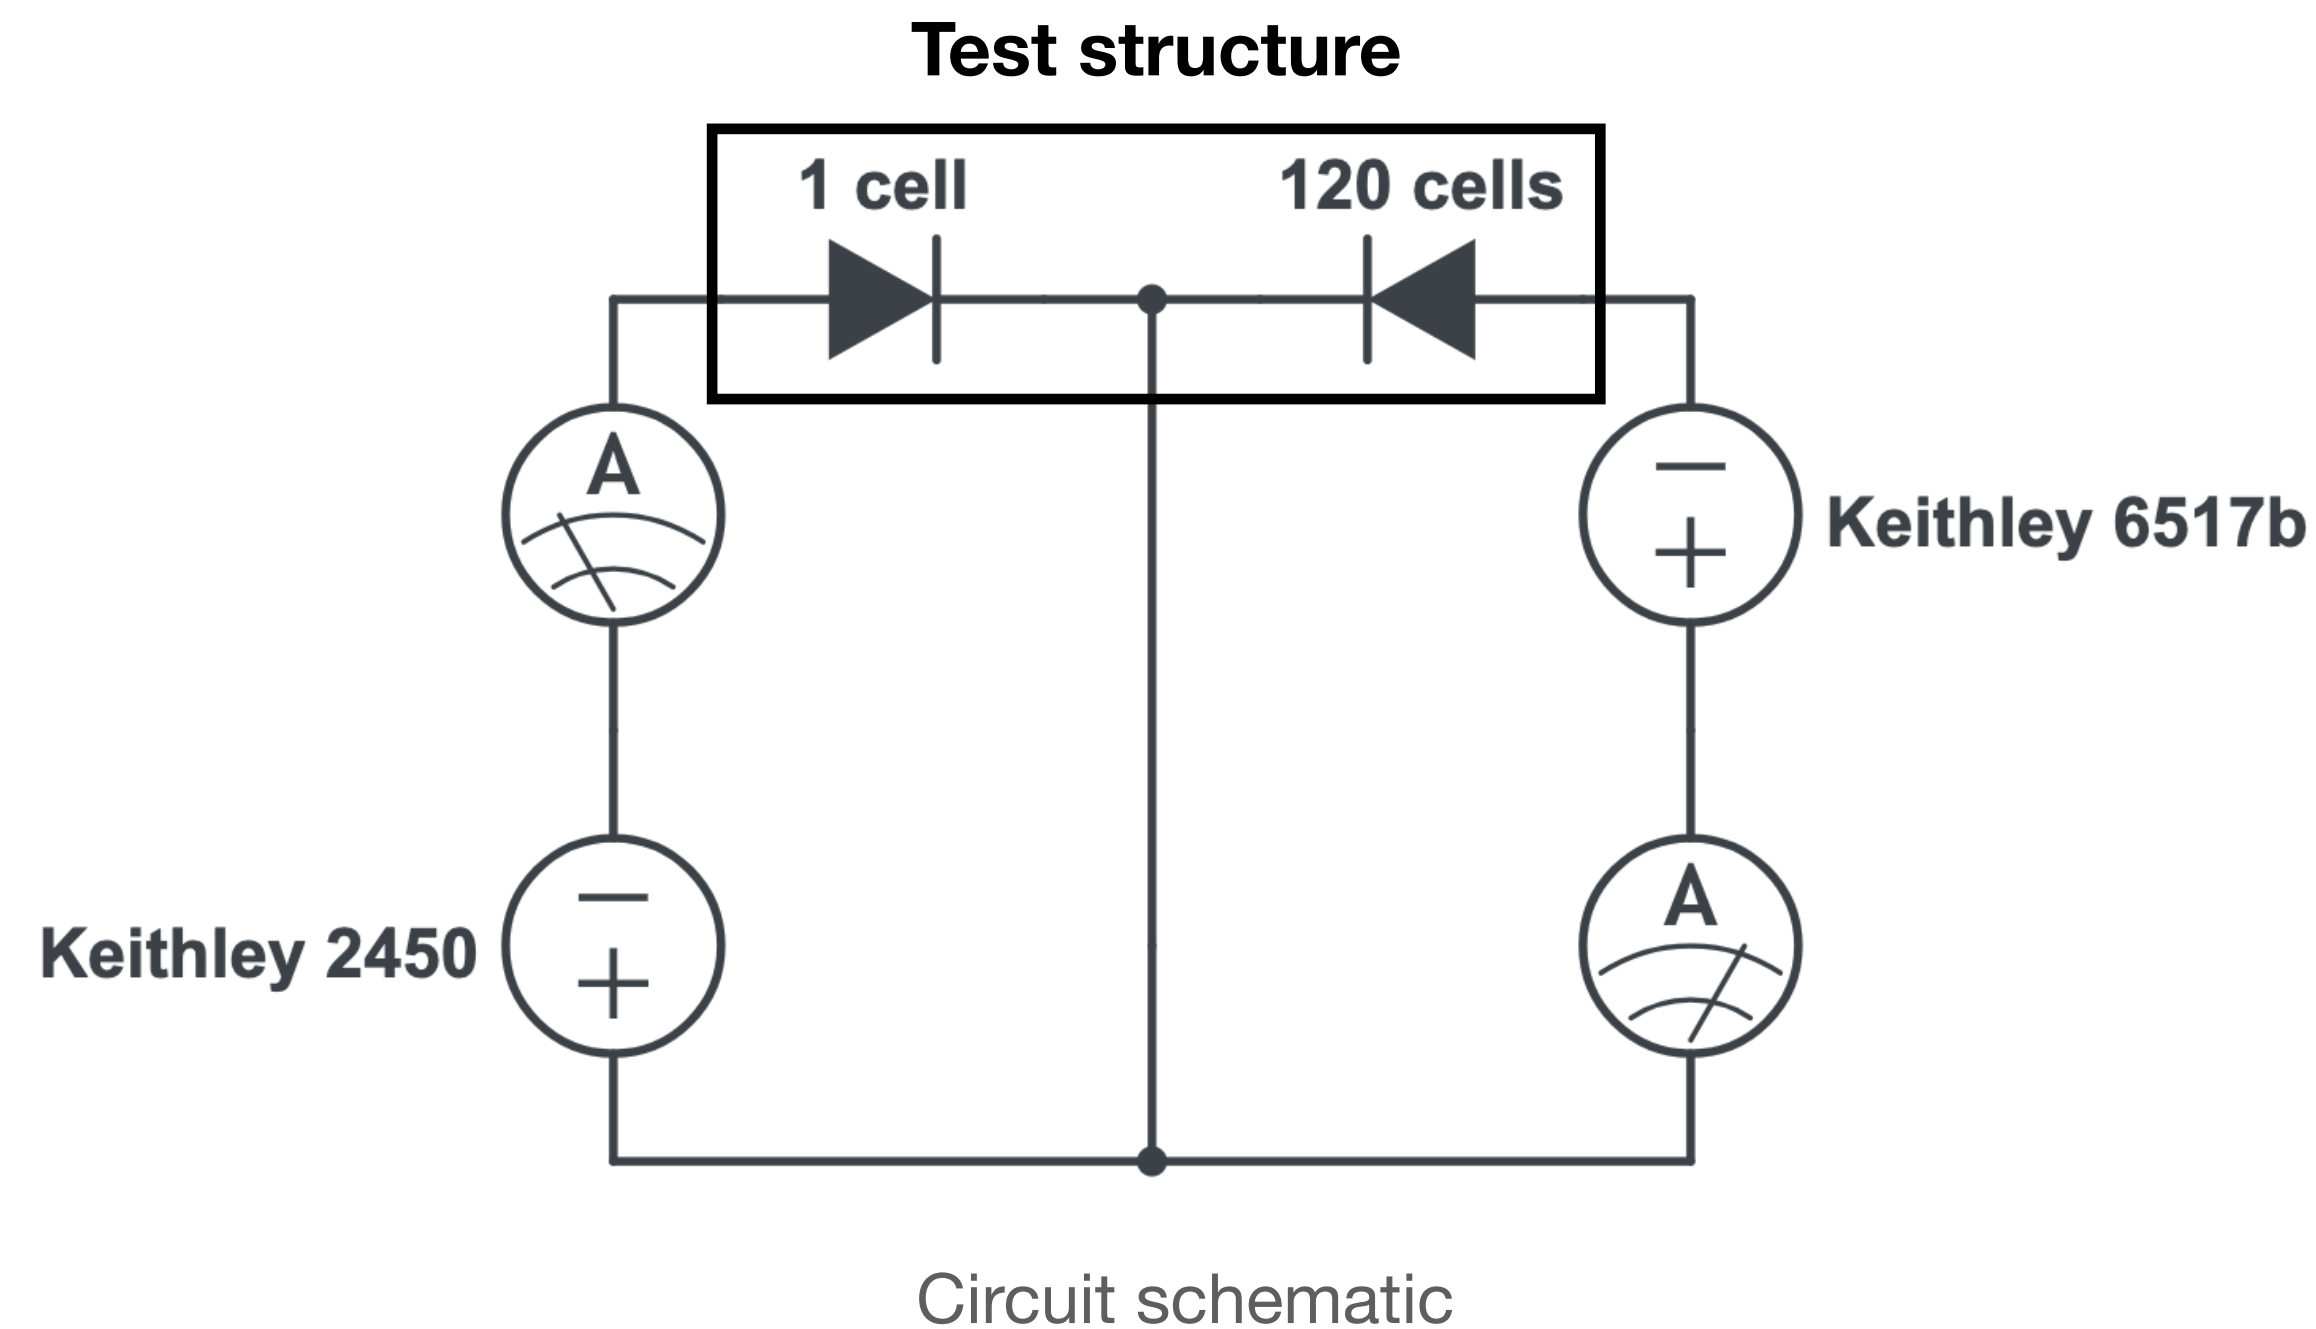 Test structure
1 cell
120 cells
A
Keithley 6517b
Keithley 2450
A
Circuit schematic